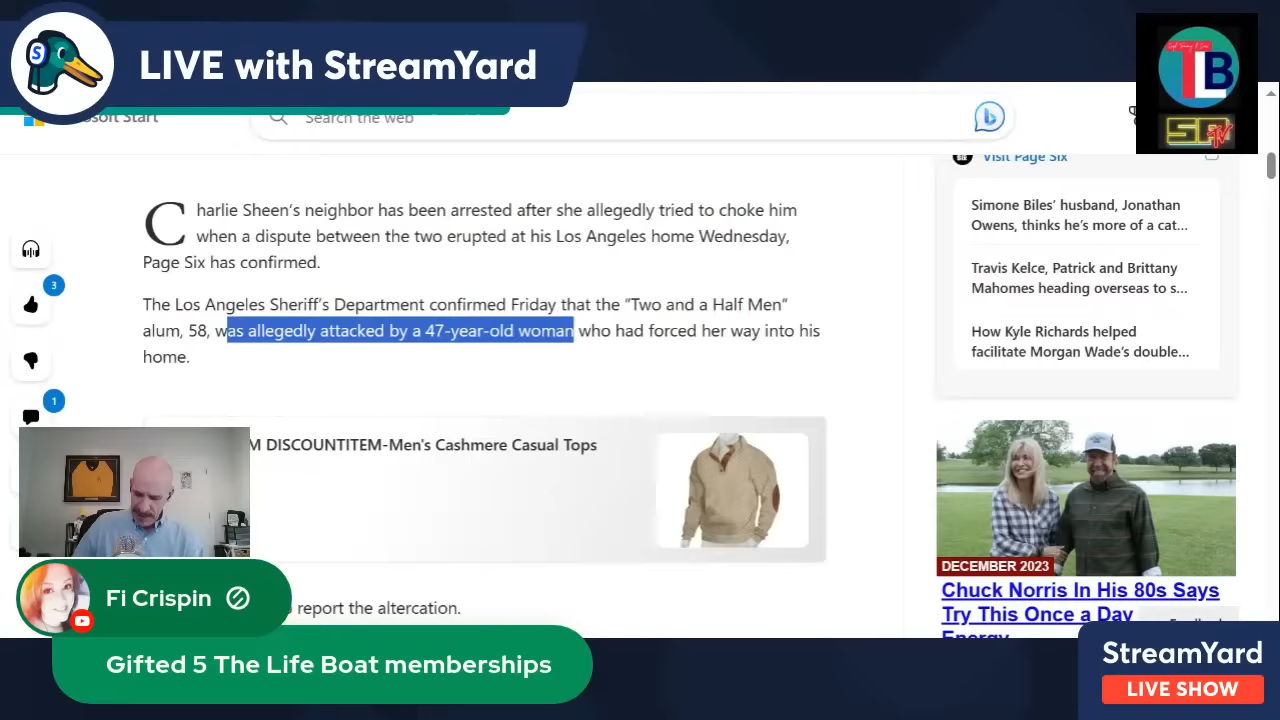 S
LIVE with StreamYard
TLB
TV
Start
Search the web
Visit Page Six
Charlie Sheen's neighbor has been arrested after she allegedly tried to choke him
when a dispute between the two erupted at his Los Angeles home Wednesday,
Page Six has confirmed.
The Los Angeles Sheriff's Department confirmed Friday that the “Two and a Half Men”
alum, 58, was allegedly attacked by a 47-year-old woman who had forced her way into his
home.
3
1
Simone Biles' husband, Jonathan
Owens, thinks he's more of a cat...
Travis Kelce, Patrick and Brittany
Mahomes heading overseas to s...
How Kyle Richards helped
facilitate Morgan Wade's double...
M DISCOUNTITEM-Men's Cashmere Casual Tops
report the altercation.
DECEMBER 2023
Chuck Norris In His 80s Says
Try This Once a Day
Fi Crispin
Gifted 5 The Life Boat memberships
StreamYard
LIVE SHOW